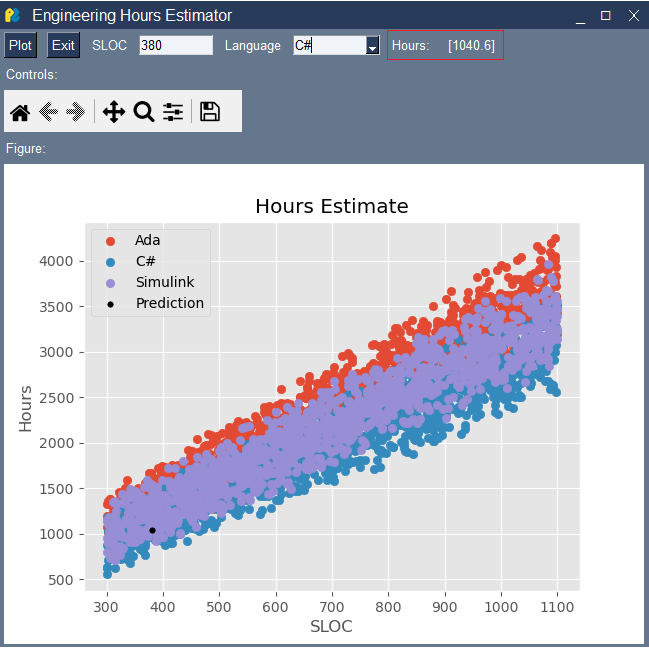 Engineering Hours Estimator
Plot Exit SLOC 380 Language C# Hours: [1040.6]
Controls:
Figure:
Hours Estimate
Ada
C#
Simulink
Prediction
4000
3500
3000
2500
2000
1500
1000
500
Hours
300 400 500 600 700 800 900 1000 1100
SLOC